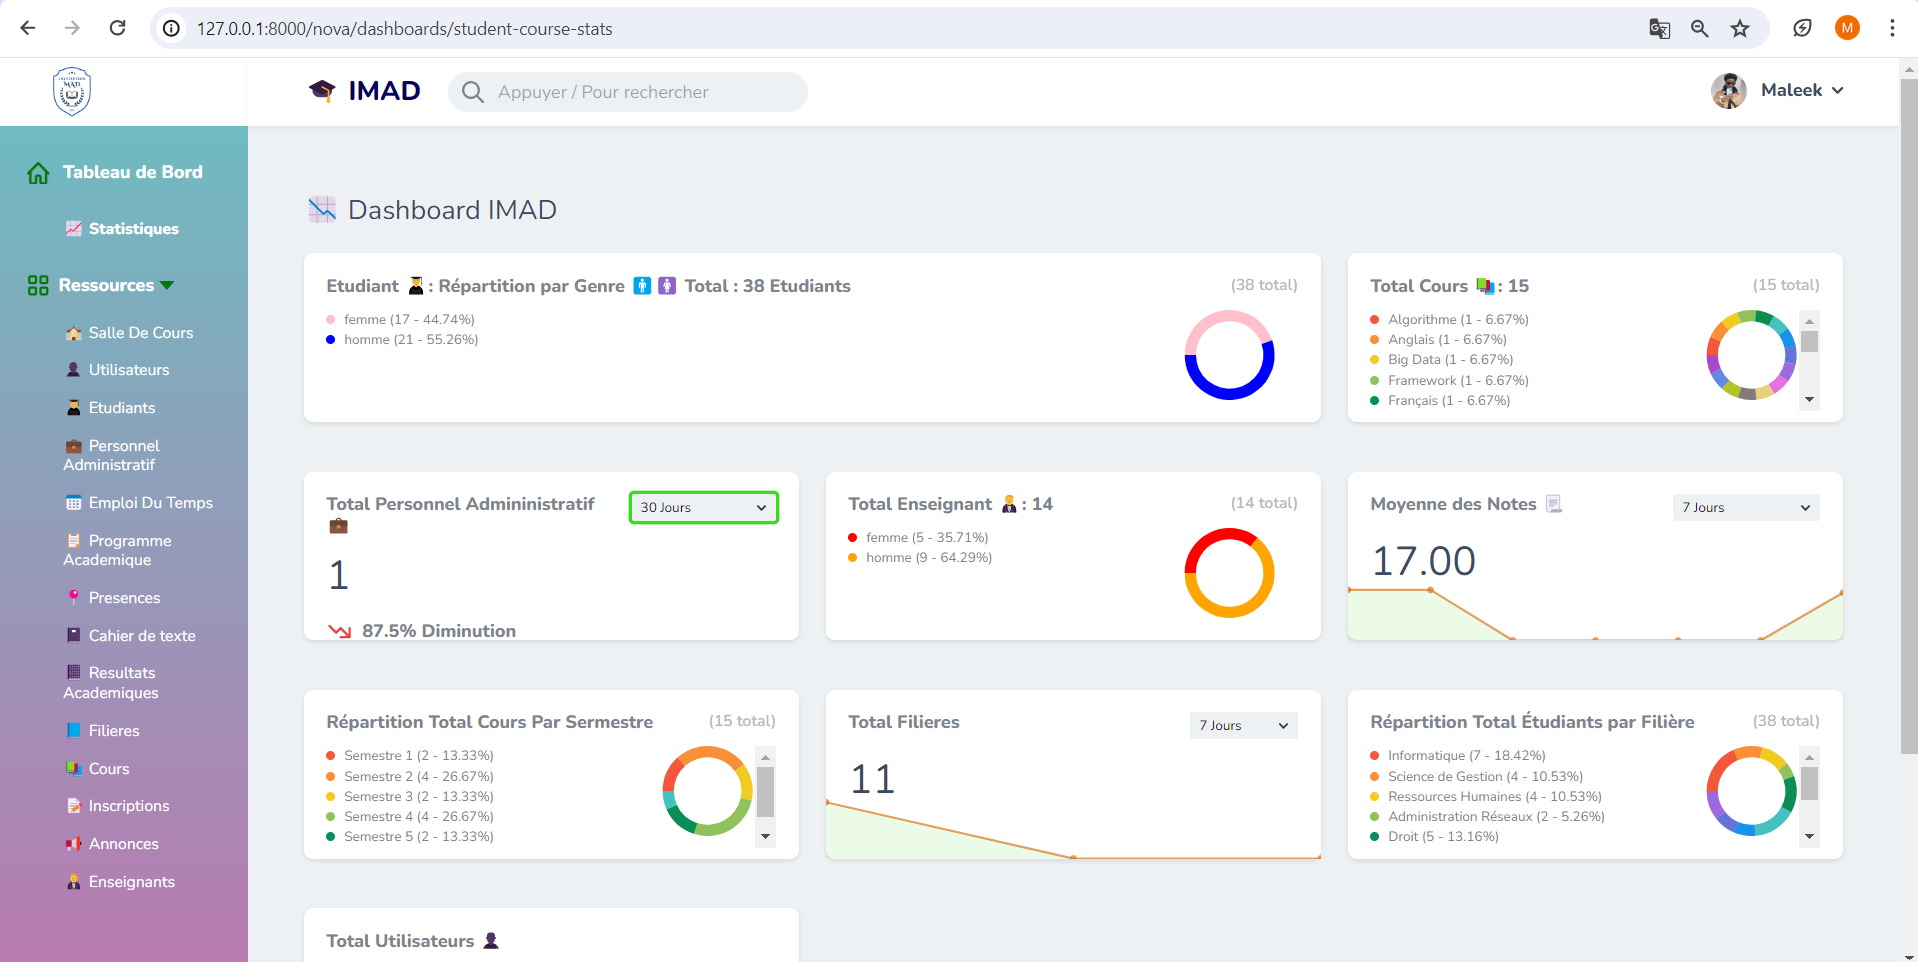 127.0.0.1:8000/nova/dashboards/student-course-stats
M
INSTITUTION
IMAD
IMAD
Appuyer / Pour rechercher
Maleek
Tableau de Bord
Statistiques
Ressources
Salle De Cours
Utilisateurs
Etudiants
Personnel
Administratif
Emploi Du Temps
Programme
Academique
Presences
Cahier de texte
Resultats
Academiques
Filieres
Cours
Inscriptions
Annonces
Enseignants
Dashboard IMAD
Etudiant : Répartition par Genre Total : 38 Etudiants
(38 total)
femme (17 - 44.74%)
homme (21 - 55.26%)
Total Cours : 15
(15 total)
Algorithme (1 - 6.67%)
Anglais (1 - 6.67%)
Big Data (1 - 6.67%)
Framework (1 - 6.67%)
Français (1 - 6.67%)
Total Personnel Admininistratif
30 Jours
1
87.5% Diminution
Total Enseignant : 14
(14 total)
femme (5 - 35.71%)
homme (9 - 64.29%)
Moyenne des Notes
7 Jours
17.00
Répartition Total Cours Par Sermestre
(15 total)
Semestre 1 (2 - 13.33%)
Semestre 2 (4 - 26.67%)
Semestre 3 (2 - 13.33%)
Semestre 4 (4 - 26.67%)
Semestre 5 (2 - 13.33%)
Total Filieres
7 Jours
11
Répartition Total Étudiants par Filière
(38 total)
Informatique (7 - 18.42%)
Science de Gestion (4 - 10.53%)
Ressources Humaines (4 - 10.53%)
Administration Réseaux (2 - 5.26%)
Droit (5 - 13.16%)
Total Utilisateurs